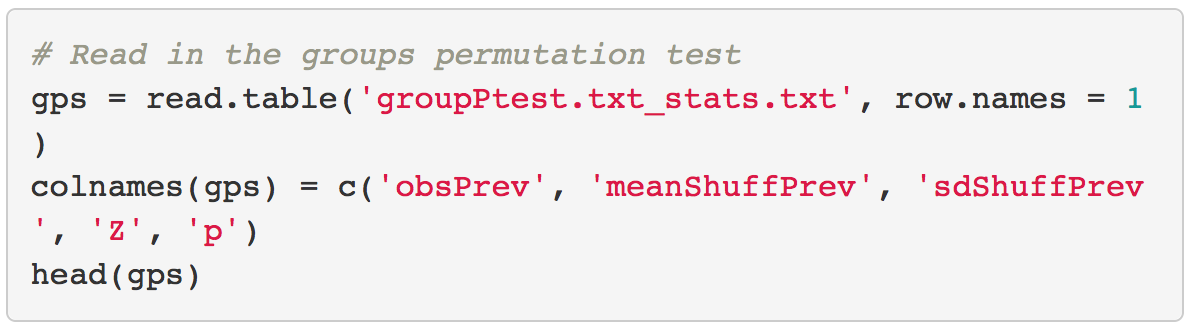 # Read in the groups permutation test
gps = read.table('groupPtest.txt_stats.txt', row.names = 1
)
colnames(gps) = c('obsPrev', 'meanShuffPrev', 'sdShuffPrev
', 'Z', 'p')
head(gps)